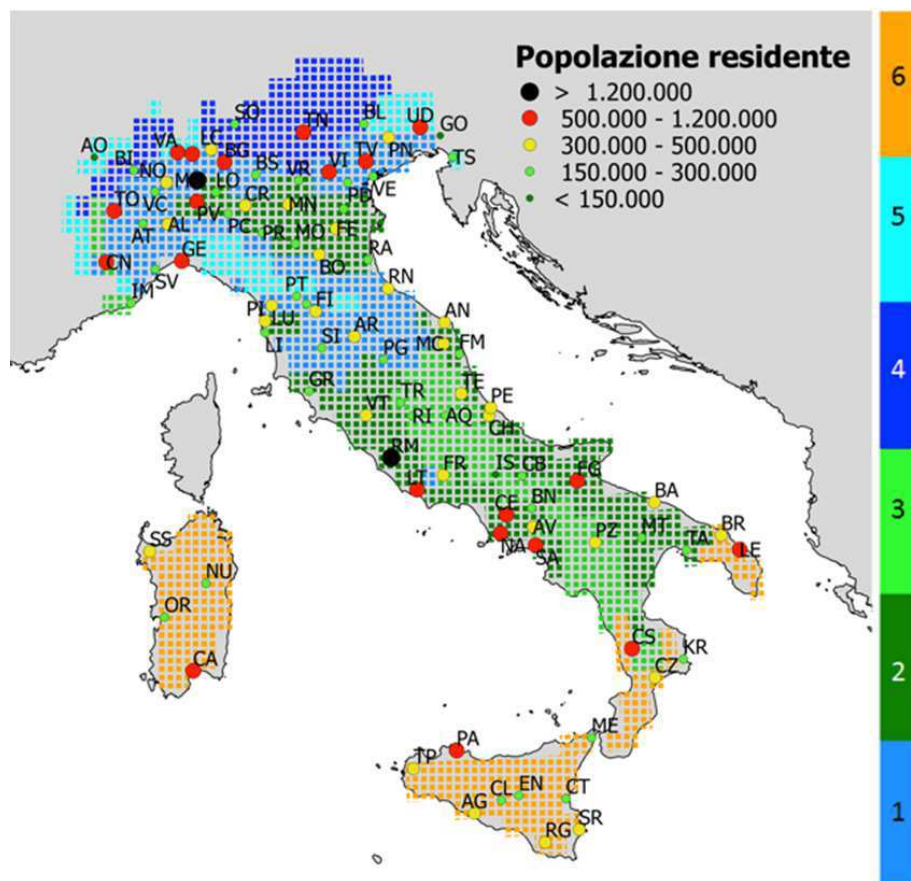 Popolazione residente
> 1.200.000
500.000 - 1.200.000
300.000 - 500.000
150.000 - 300.000
< 150.000
6
5
4
3
2
1
SO
TN
BL
UD
GO
AO
VA
LC
BG
PN
TS
BI
NO
M
LO
BS
VR
VI
TV
VE
TO
VC
PV
CR
MN
PD
AT
AL
PC
PR
MO
FE
CN
GE
BO
RA
IM
SV
PT
RN
PI
LU
FI
AR
AN
LI
SI
PG
MC
FM
GR
TR
TE
PE
VT
RI
AQ
CH
RM
FR
IS
CB
FG
LT
CE
BN
BA
NA
AV
PZ
MT
BR
SA
TA
LE
SS
NU
OR
CA
CS
KR
CZ
ME
PA
TP
CL
EN
CT
AG
RG
SR